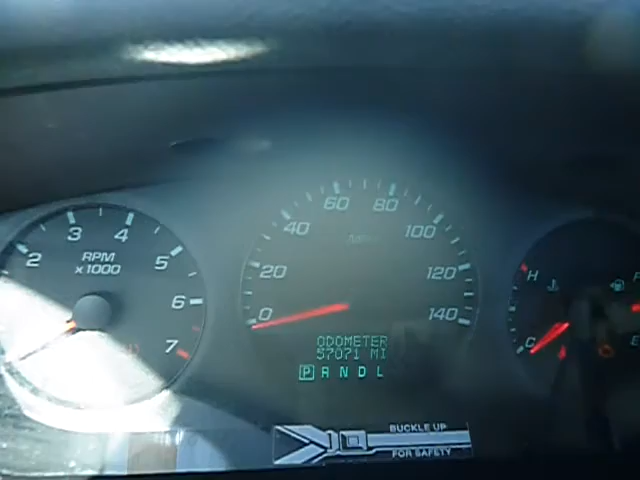 2 3 4 5 6 7
RPM
x1000
0 20 40 60 80 100 120 140
MPH
ODOMETER
57071 MI
P R N D L
H
C
F
E
BUCKLE UP
FOR SAFETY